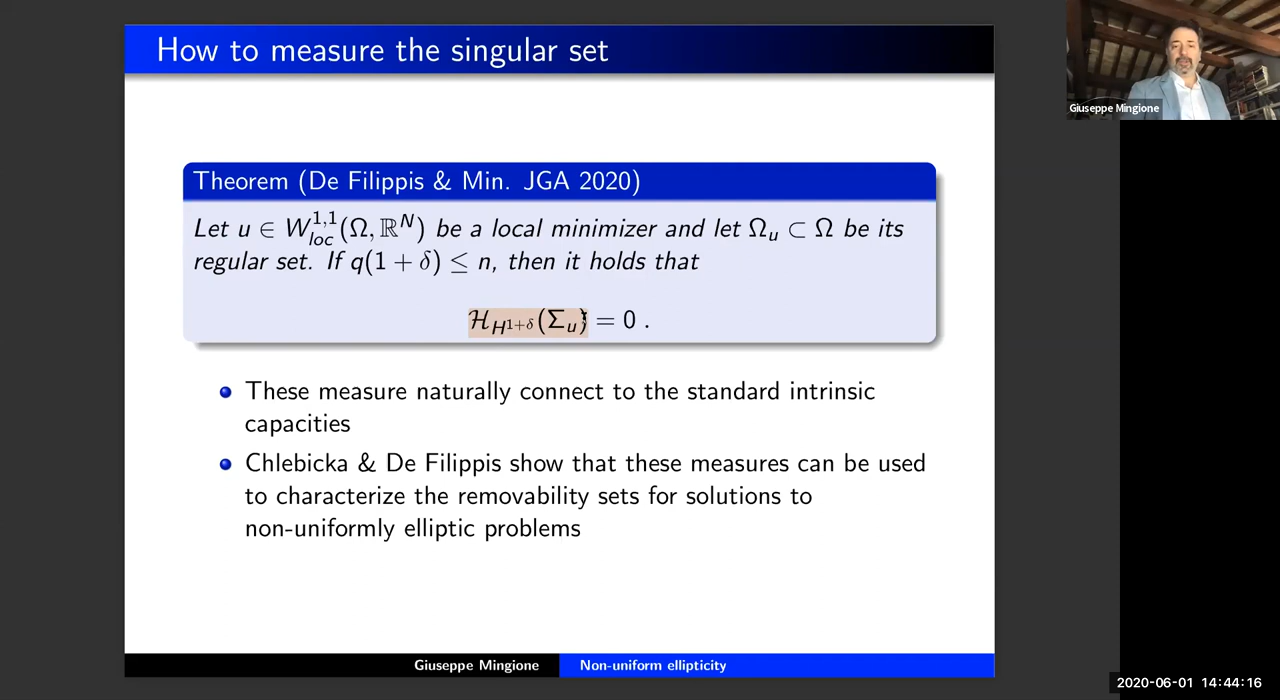 How to measure the singular set
Giuseppe Mingione
Theorem (De Filippis & Min. JGA 2020)
Let u ∈ W^{1,1}_{loc}(Ω, ℝ^N) be a local minimizer and let Ω_u ⊂ Ω be its
regular set. If q(1 + δ) ≤ n, then it holds that
ℋ_{H^{1+δ}}(Σ_u) = 0 .
These measure naturally connect to the standard intrinsic
capacities
Chlebicka & De Filippis show that these measures can be used
to characterize the removability sets for solutions to
non-uniformly elliptic problems
Giuseppe Mingione
Non-uniform ellipticity
2020-06-01 14:44:16